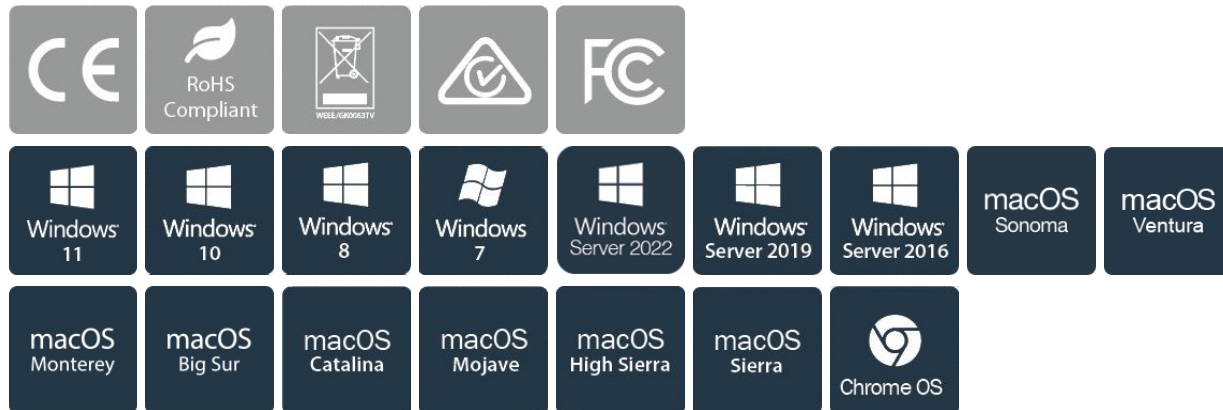 CE
RoHS
Compliant
WEEE/GK0063TV
FC
Windows
11
Windows
10
Windows
8
Windows
7
Windows
Server 2022
Windows
Server 2019
Windows
Server 2016
macOS
Sonoma
macOS
Ventura
macOS
Monterey
macOS
Big Sur
macOS
Catalina
macOS
Mojave
macOS
High Sierra
macOS
Sierra
Chrome OS